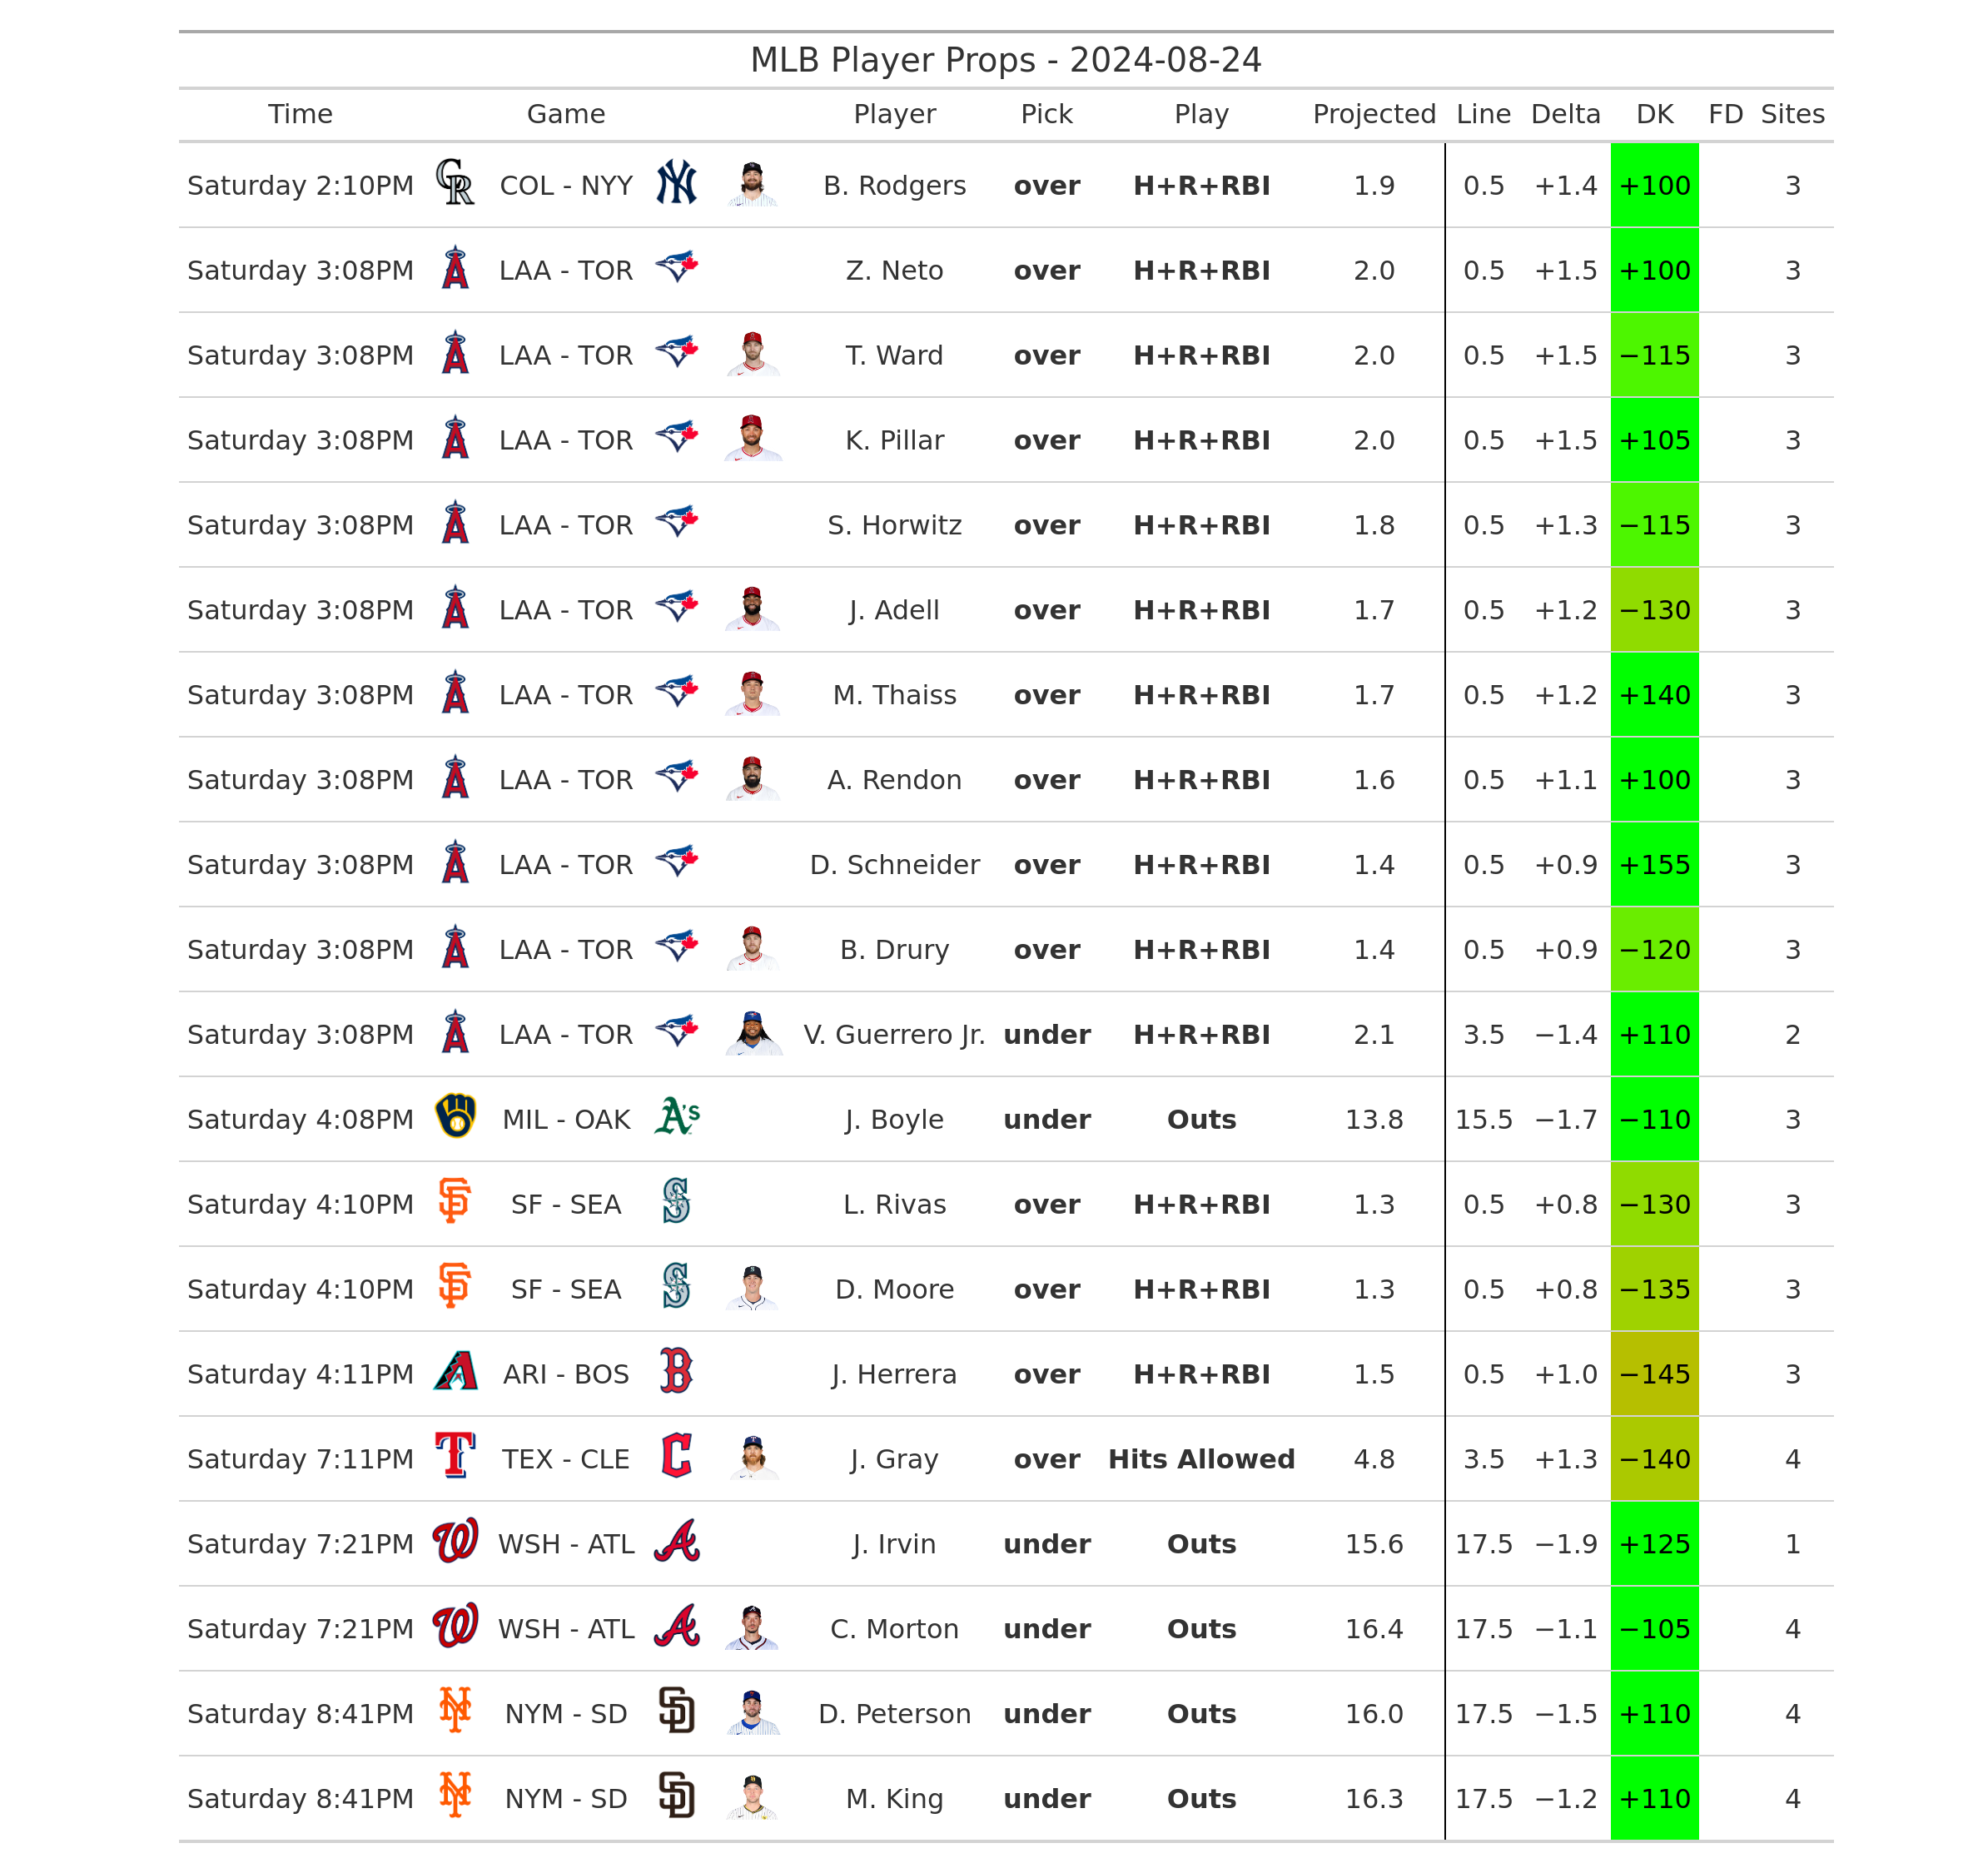 MLB Player Props - 2024-08-24
Time Game Player Pick Play Projected Line Delta DK FD Sites
Saturday 2:10PM COL - NYY B. Rodgers over H+R+RBI 1.9 0.5 +1.4 +100 3
Saturday 3:08PM LAA - TOR Z. Neto over H+R+RBI 2.0 0.5 +1.5 +100 3
Saturday 3:08PM LAA - TOR T. Ward over H+R+RBI 2.0 0.5 +1.5 −115 3
Saturday 3:08PM LAA - TOR K. Pillar over H+R+RBI 2.0 0.5 +1.5 +105 3
Saturday 3:08PM LAA - TOR S. Horwitz over H+R+RBI 1.8 0.5 +1.3 −115 3
Saturday 3:08PM LAA - TOR J. Adell over H+R+RBI 1.7 0.5 +1.2 −130 3
Saturday 3:08PM LAA - TOR M. Thaiss over H+R+RBI 1.7 0.5 +1.2 +140 3
Saturday 3:08PM LAA - TOR A. Rendon over H+R+RBI 1.6 0.5 +1.1 +100 3
Saturday 3:08PM LAA - TOR D. Schneider over H+R+RBI 1.4 0.5 +0.9 +155 3
Saturday 3:08PM LAA - TOR B. Drury over H+R+RBI 1.4 0.5 +0.9 −120 3
Saturday 3:08PM LAA - TOR V. Guerrero Jr. under H+R+RBI 2.1 3.5 −1.4 +110 2
Saturday 4:08PM MIL - OAK A's J. Boyle under Outs 13.8 15.5 −1.7 −110 3
Saturday 4:10PM SF SF - SEA S L. Rivas over H+R+RBI 1.3 0.5 +0.8 −130 3
Saturday 4:10PM SF SF - SEA S D. Moore over H+R+RBI 1.3 0.5 +0.8 −135 3
Saturday 4:11PM A ARI - BOS B J. Herrera over H+R+RBI 1.5 0.5 +1.0 −145 3
Saturday 7:11PM T TEX - CLE C J. Gray over Hits Allowed 4.8 3.5 +1.3 −140 4
Saturday 7:21PM W WSH - ATL A J. Irvin under Outs 15.6 17.5 −1.9 +125 1
Saturday 7:21PM W WSH - ATL A C. Morton under Outs 16.4 17.5 −1.1 −105 4
Saturday 8:41PM NY NYM - SD SD D. Peterson under Outs 16.0 17.5 −1.5 +110 4
Saturday 8:41PM NY NYM - SD SD M. King under Outs 16.3 17.5 −1.2 +110 4